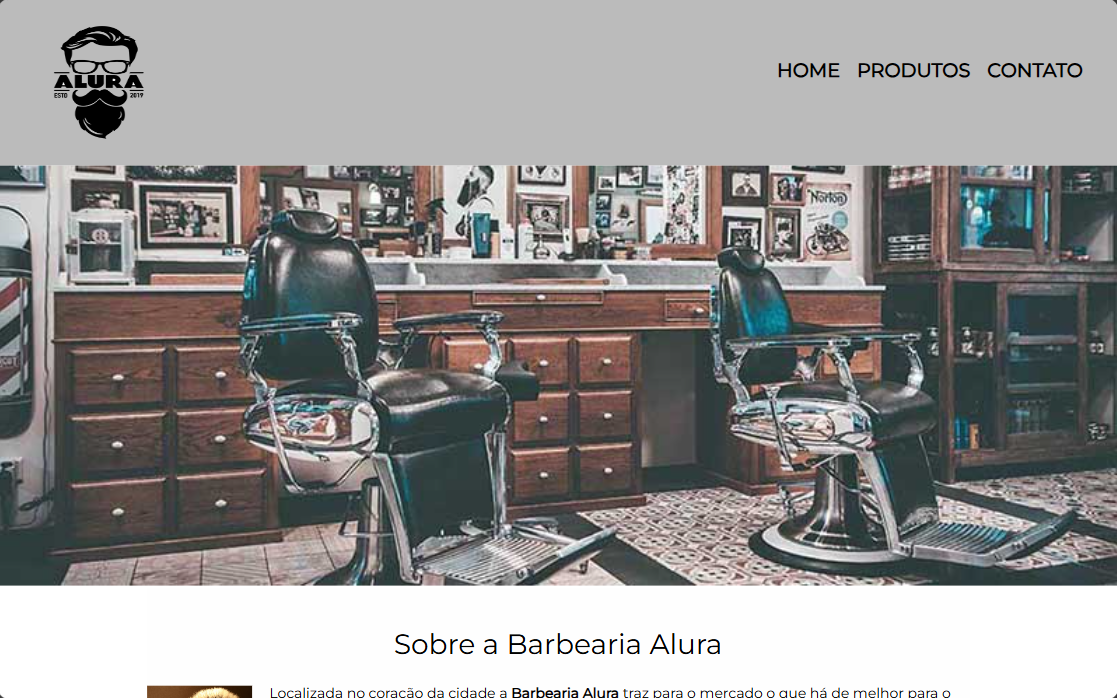 ALURA
ESTD 2019
HOME PRODUTOS CONTATO
Norton
Sobre a Barbearia Alura
Localizada no coração da cidade a Barbearia Alura traz para o mercado o que há de melhor para o